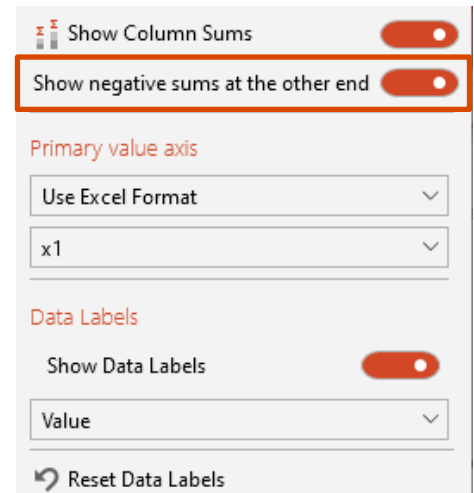 Show Column Sums
Show negative sums at the other end
Primary value axis
Use Excel Format
x1
Data Labels
Show Data Labels
Value
Reset Data Labels